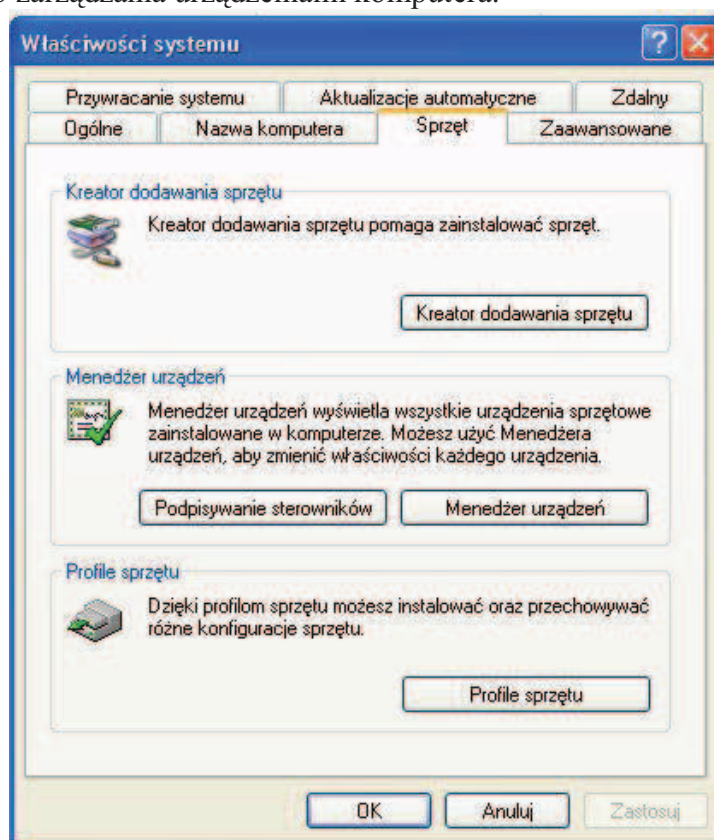 zarządzania urządzeniami komputera.
Właściwości systemu
Przywracanie systemu Aktualizacje automatyczne Zdalny
Ogólne Nazwa komputera Sprzęt Zaawansowane
Kreator dodawania sprzętu
Kreator dodawania sprzętu pomaga zainstalować sprzęt.
Kreator dodawania sprzętu
Menedżer urządzeń
Menedżer urządzeń wyświetla wszystkie urządzenia sprzętowe
zainstalowane w komputerze. Możesz użyć Menedżera
urządzeń, aby zmienić właściwości każdego urządzenia.
Podpisywanie sterowników Menedżer urządzeń
Profile sprzętu
Dzięki profilom sprzętu możesz instalować oraz przechowywać
różne konfiguracje sprzętu.
Profile sprzętu
OK Anuluj Zastosuj